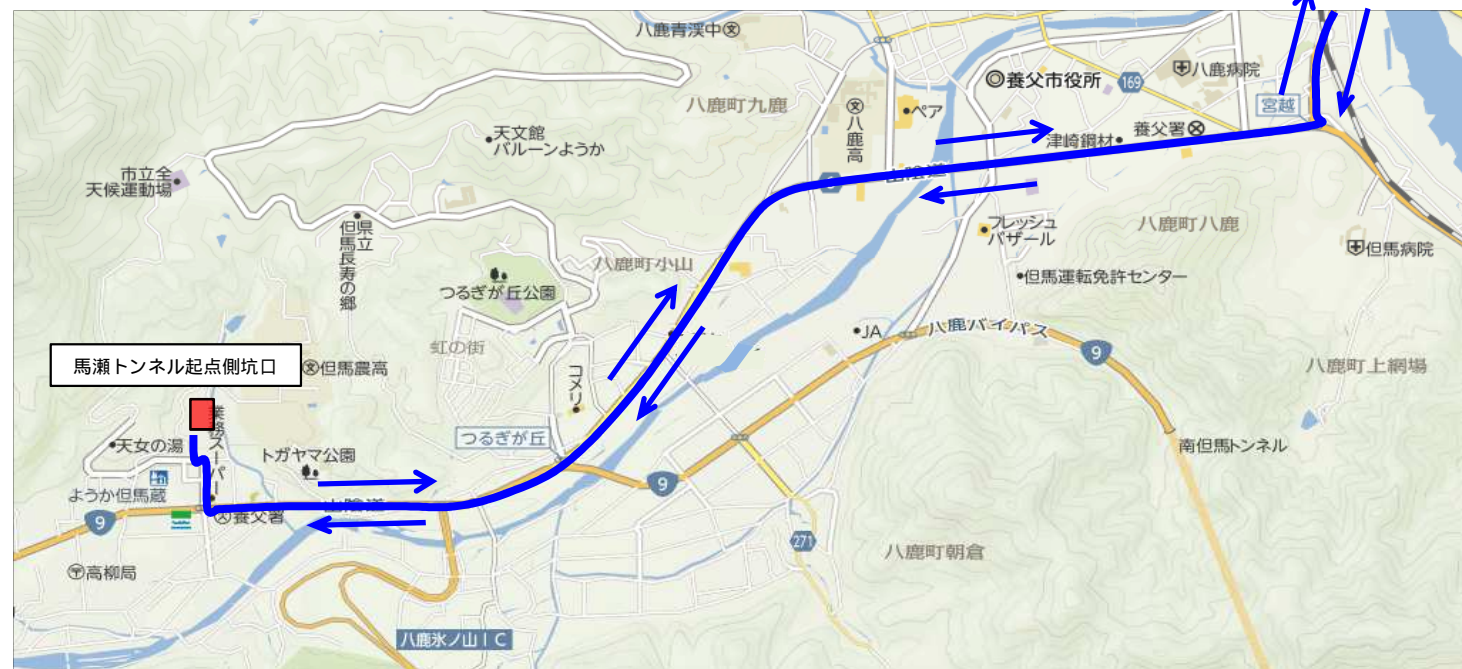 八鹿青渓中
八鹿町九鹿
天文館
バルーンようか
市立全
天候運動場
県立
但馬長寿の郷
つるぎが丘公園
虹の街
八鹿町小山
八鹿高
ペア
養父市役所
169
八鹿病院
宮越
養父署
津崎鋼材
山陰道
フレッシュ
バザール
八鹿町八鹿
但馬病院
但馬運転免許センター
JA
八鹿バイパス
9
八鹿町上網場
南但馬トンネル
馬瀬トンネル起点側坑口
但馬農高
コメリ
つるぎが丘
業務スーパー
天女の湯
トガヤマ公園
ようか但馬蔵
山陰道
9
養父署
9
高柳局
271
八鹿町朝倉
八鹿氷ノ山IC